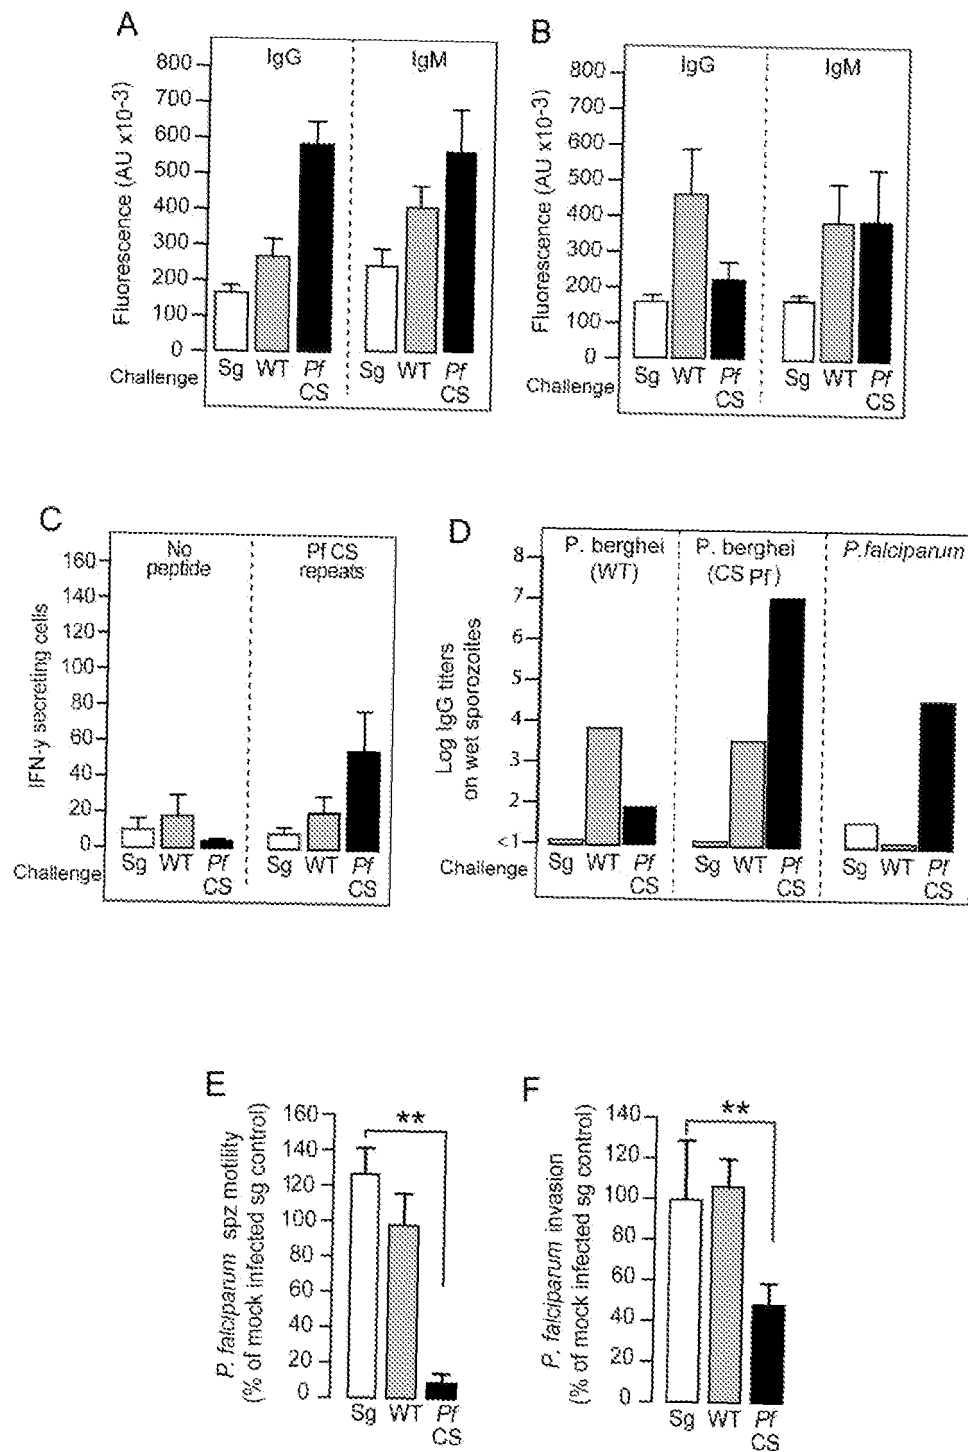 A
Fluorescence (AU x10-3)
800
700
600
500
400
300
200
100
0
IgG
IgM
Challenge
Sg WT Pf CS
Sg WT Pf CS
B
Fluorescence (AU x10-3)
800
700
600
500
400
300
200
100
0
IgG
IgM
Challenge
Sg WT Pf CS
Sg WT Pf CS
C
IFN-γ secreting cells
160
140
120
100
80
60
40
20
0
No
peptide
Pf CS
repeats
Challenge
Sg WT Pf CS
Sg WT Pf CS
D
Log IgG titers
on wet sporozoites
8
7
6
5
4
3
2
<1
P. berghei
(WT)
P. berghei
(CS Pf)
P.falciparum
Challenge
Sg WT Pf CS
Sg WT Pf CS
Sg WT Pf CS
E
P. falciparum spz motility
(% of mock infected sg control)
160
140
120
100
80
60
40
20
0
**
Sg WT Pf CS
F
P. falciparum invasion
(% of mock infected sg control)
140
120
100
80
60
40
20
0
**
Sg WT Pf CS